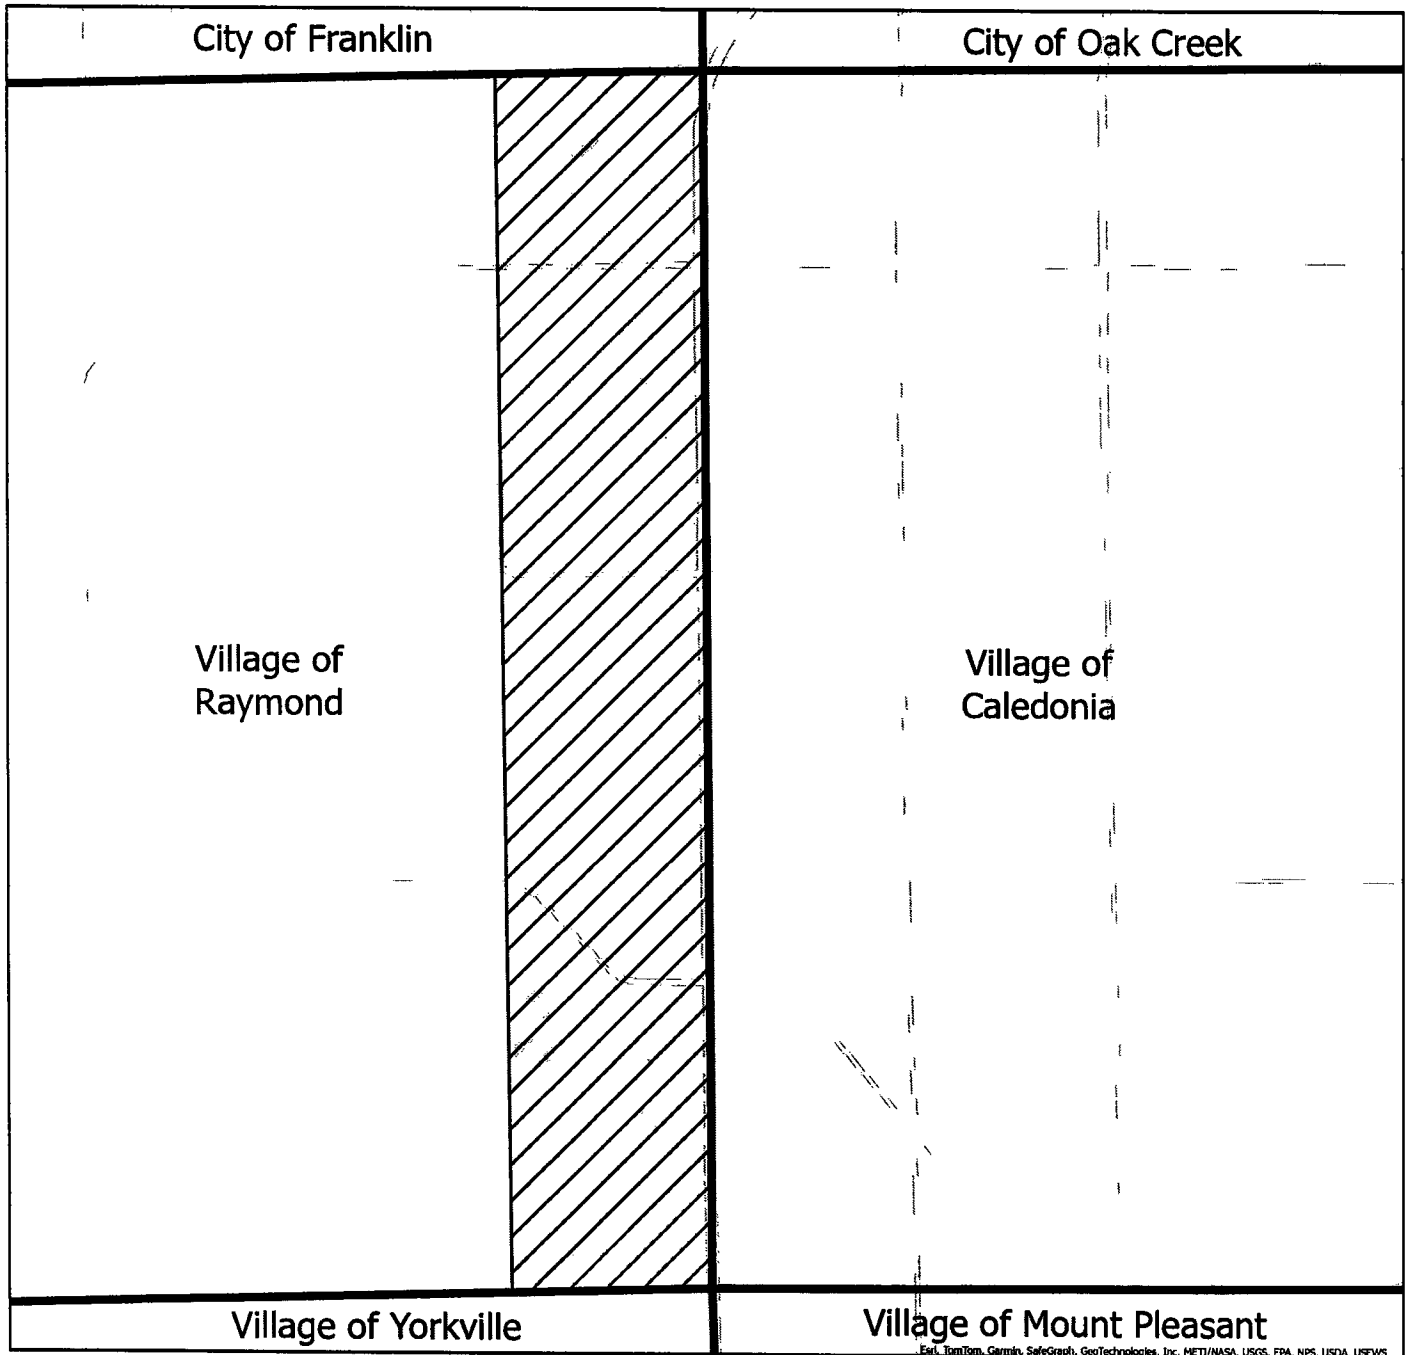 City of Franklin
City of Oak Creek
Village of
Raymond
Village of
Caledonia
Village of Yorkville
Village of Mount Pleasant
Esri, TomTom, Garmin, SafeGraph, GeoTechnologies, Inc, METI/NASA, USGS, EPA, NPS, USDA, USFWS